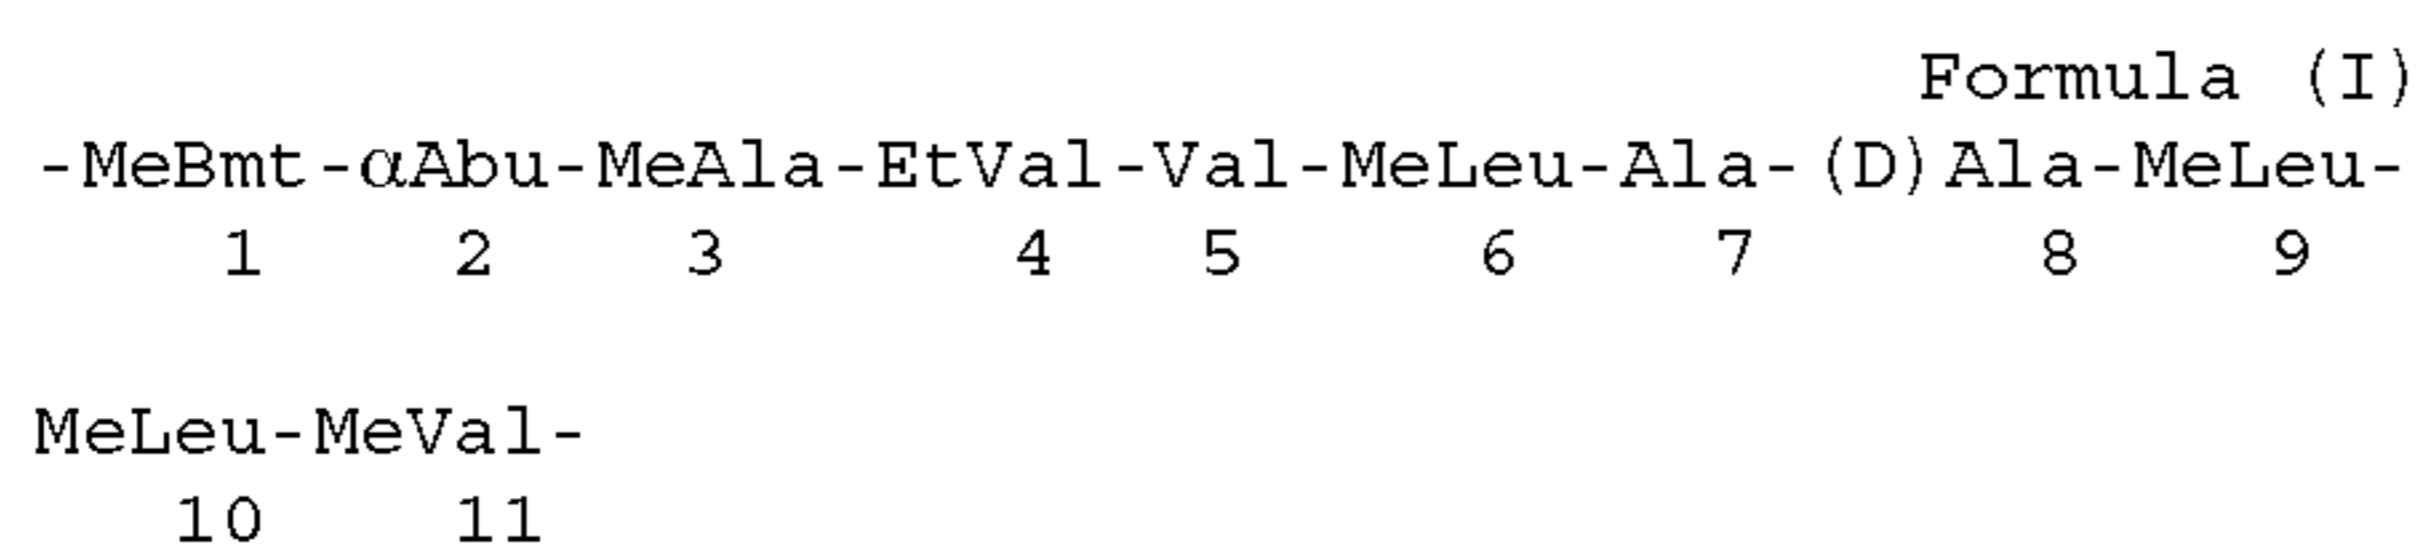 Formula (I)
-MeBmt-αAbu-MeAla-EtVal-Val-MeLeu-Ala-(D)Ala-MeLeu-
1 2 3 4 5 6 7 8 9
MeLeu-MeVal-
10 11